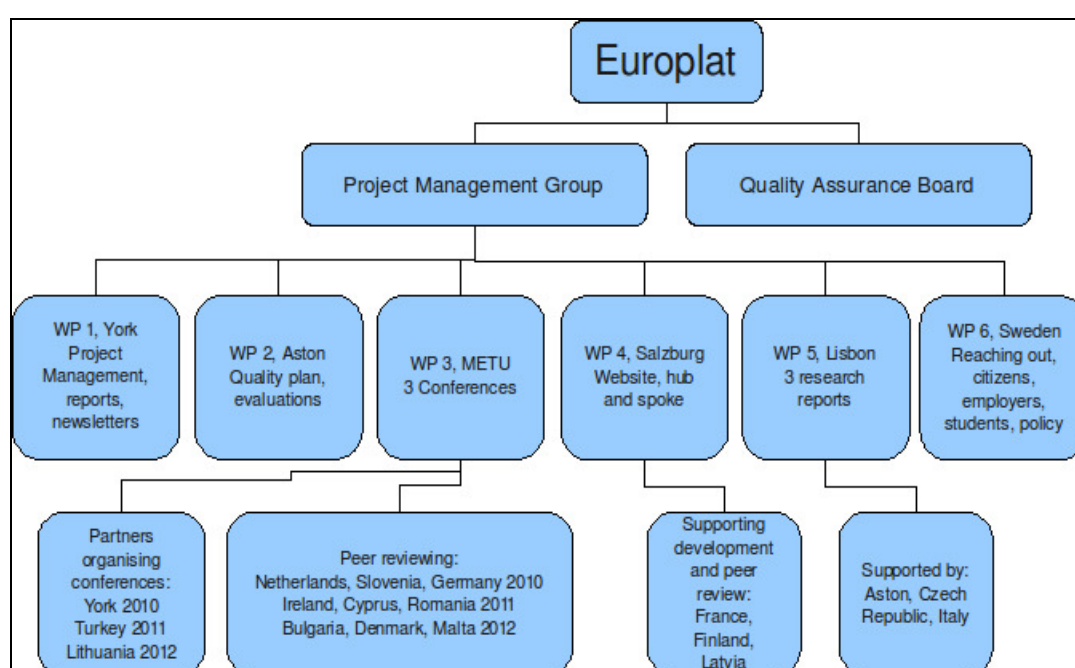 Europlat
Project Management Group
Quality Assurance Board
WP 1, York
Project
Management,
reports,
newsletters
WP 2, Aston
Quality plan,
evaluations
WP 3, METU
3 Conferences
WP 4, Salzburg
Website, hub
and spoke
WP 5, Lisbon
3 research
reports
WP 6, Sweden
Reaching out,
citizens,
employers,
students, policy
Partners
organising
conferences:
York 2010
Turkey 2011
Lithuania 2012
Peer reviewing:
Netherlands, Slovenia, Germany 2010
Ireland, Cyprus, Romania 2011
Bulgaria, Denmark, Malta 2012
Supporting
development
and peer
review:
France,
Finland,
Latvia
Supported by:
Aston, Czech
Republic, Italy